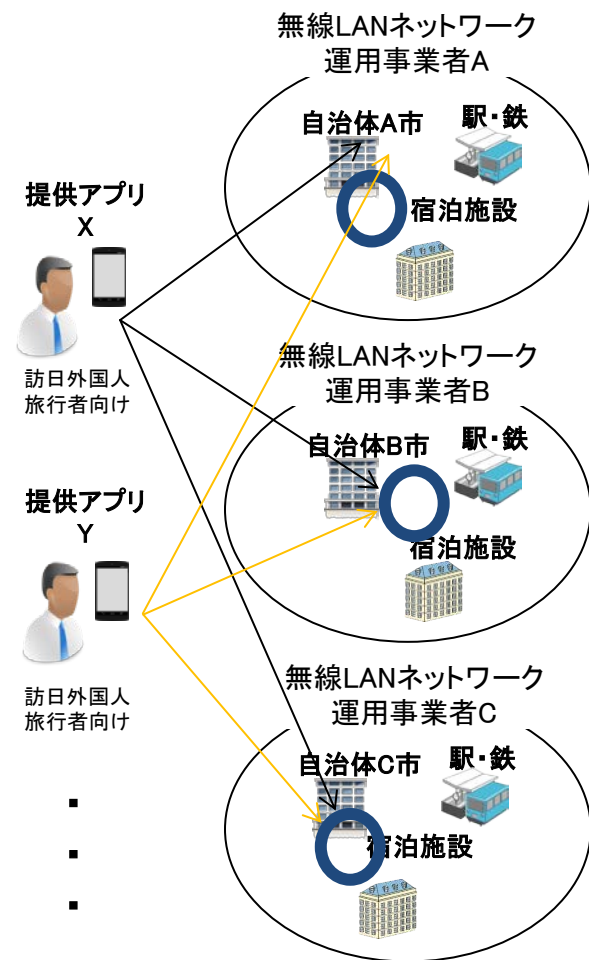 無線LANネットワーク
運用事業者A
自治体A市
駅・鉄
宿泊施設
提供アプリ
X
訪日外国人
旅行者向け
無線LANネットワーク
運用事業者B
自治体B市
駅・鉄
宿泊施設
提供アプリ
Y
訪日外国人
旅行者向け
無線LANネットワーク
運用事業者C
自治体C市
駅・鉄
宿泊施設